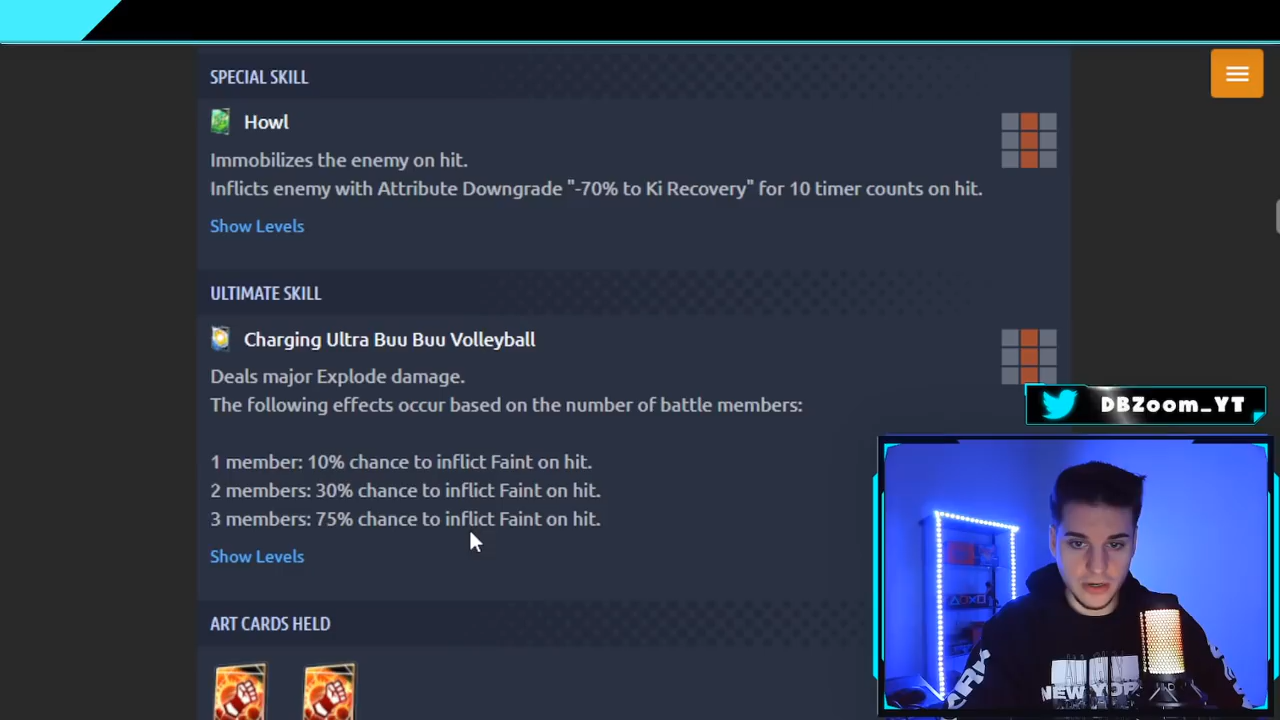 SPECIAL SKILL
Howl
Immobilizes the enemy on hit.
Inflicts enemy with Attribute Downgrade "-70% to Ki Recovery" for 10 timer counts on hit.
Show Levels
ULTIMATE SKILL
Charging Ultra Buu Buu Volleyball
Deals major Explode damage.
The following effects occur based on the number of battle members:
1 member: 10% chance to inflict Faint on hit.
2 members: 30% chance to inflict Faint on hit.
3 members: 75% chance to inflict Faint on hit.
Show Levels
ART CARDS HELD
DBZoom_YT
NEW YORK